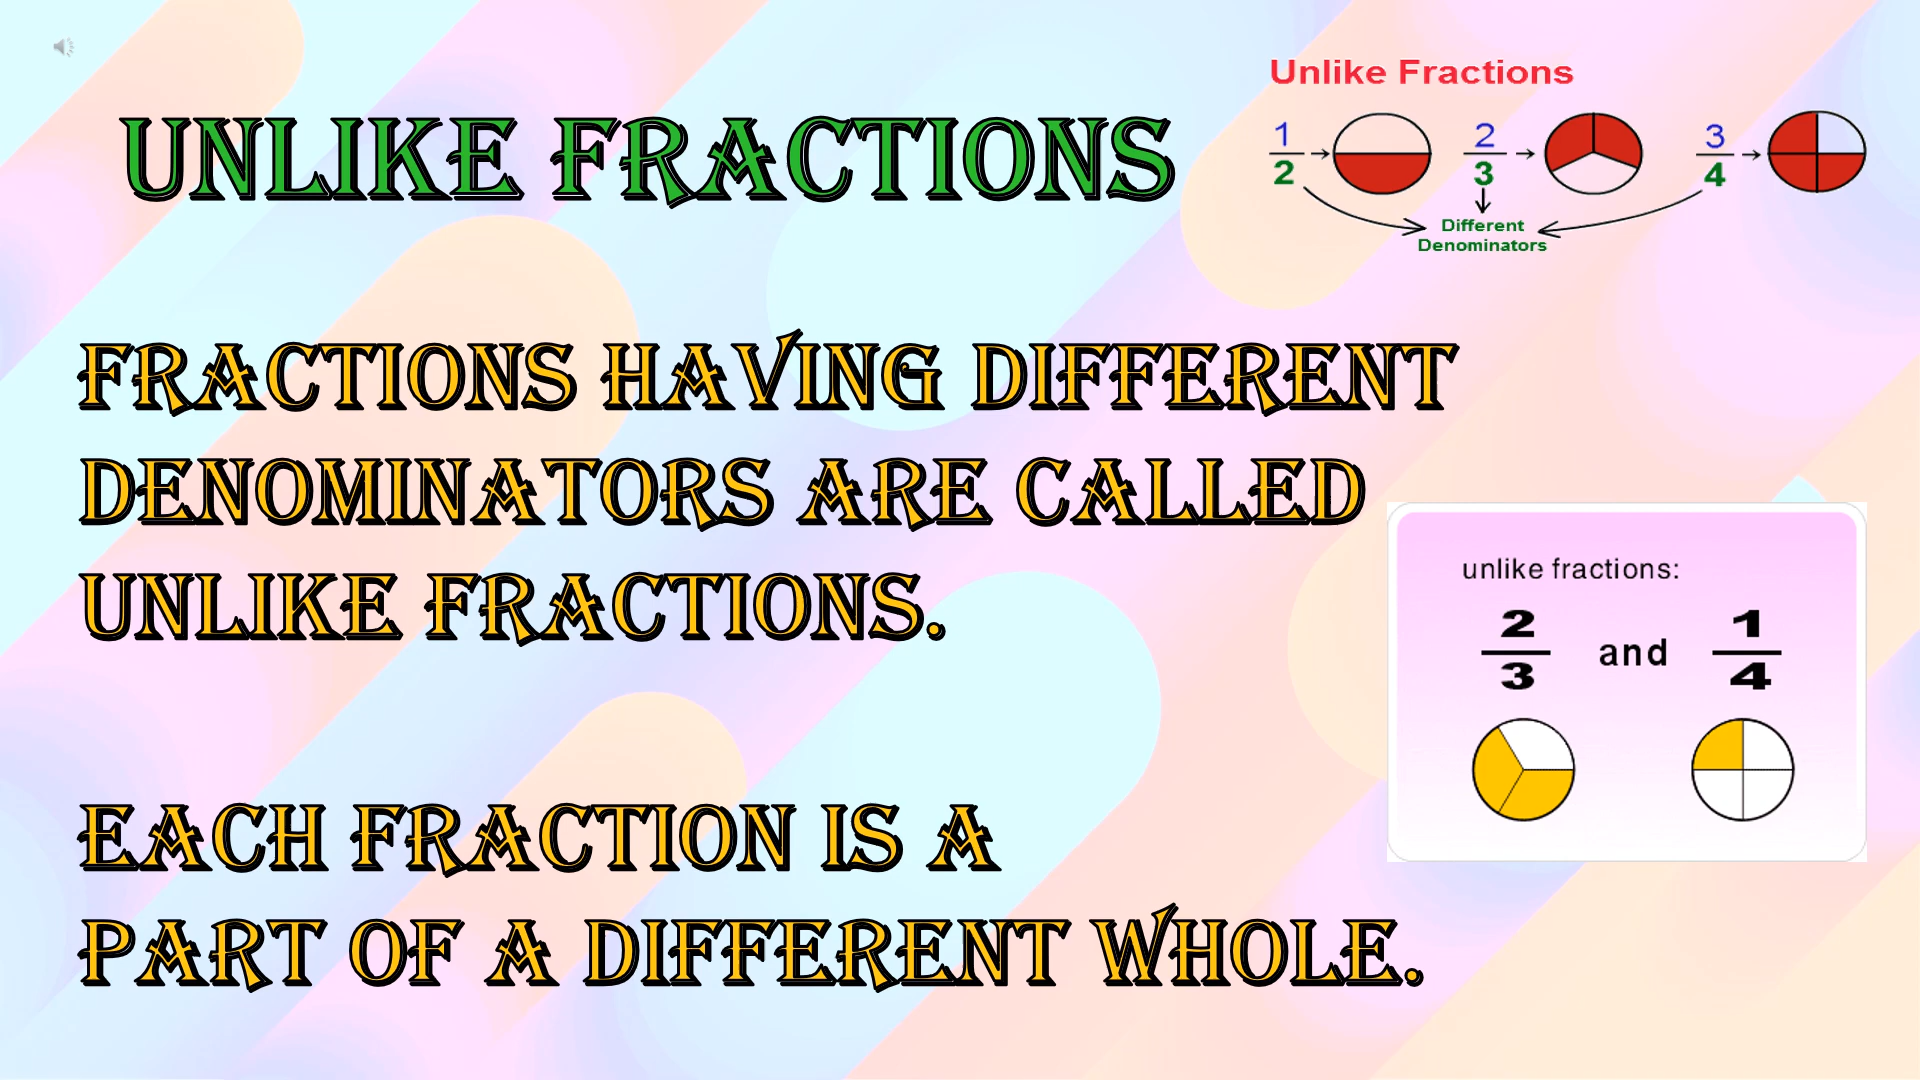 UNLIKE FRACTIONS
FRACTIONS HAVING DIFFERENT
DENOMINATORS ARE CALLED
UNLIKE FRACTIONS.
EACH FRACTION IS A
PART OF A DIFFERENT WHOLE.
Unlike Fractions
1 2 3
2 3 4
Different
Denominators
unlike fractions:
2 1
and
3 4